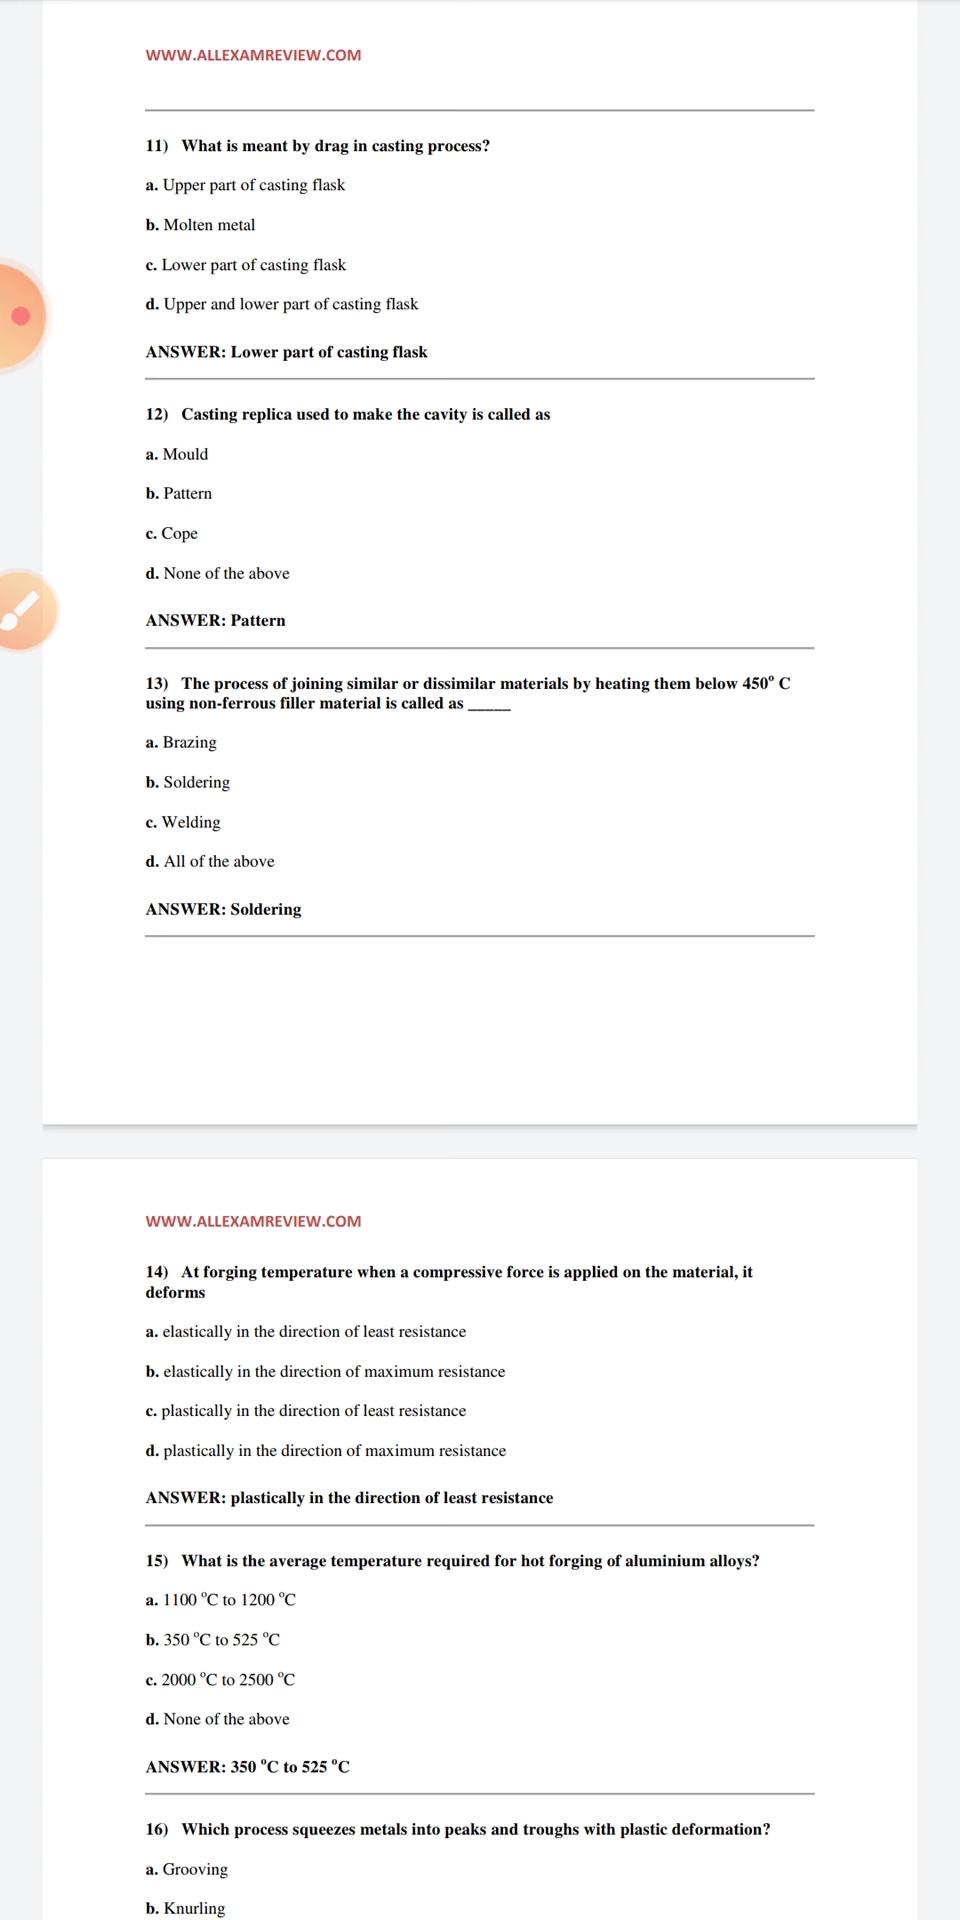 WWW.ALLEXAMREVIEW.COM
11) What is meant by drag in casting process?
a. Upper part of casting flask
b. Molten metal
c. Lower part of casting flask
d. Upper and lower part of casting flask
ANSWER: Lower part of casting flask
12) Casting replica used to make the cavity is called as
a. Mould
b. Pattern
c. Cope
d. None of the above
ANSWER: Pattern
13) The process of joining similar or dissimilar materials by heating them below 450° C
using non-ferrous filler material is called as _____
a. Brazing
b. Soldering
c. Welding
d. All of the above
ANSWER: Soldering
WWW.ALLEXAMREVIEW.COM
14) At forging temperature when a compressive force is applied on the material, it
deforms
a. elastically in the direction of least resistance
b. elastically in the direction of maximum resistance
c. plastically in the direction of least resistance
d. plastically in the direction of maximum resistance
ANSWER: plastically in the direction of least resistance
15) What is the average temperature required for hot forging of aluminium alloys?
a. 1100 °C to 1200 °C
b. 350 °C to 525 °C
c. 2000 °C to 2500 °C
d. None of the above
ANSWER: 350 °C to 525 °C
16) Which process squeezes metals into peaks and troughs with plastic deformation?
a. Grooving
b. Knurling